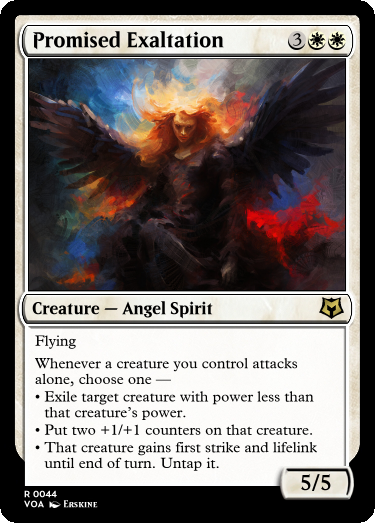 Promised Exaltation 3
Creature — Angel Spirit
Flying
Whenever a creature you control attacks
alone, choose one —
• Exile target creature with power less than
that creature's power.
• Put two +1/+1 counters on that creature.
• That creature gains first strike and lifelink
until end of turn. Untap it.
5/5
R 0044
VOA Erskine